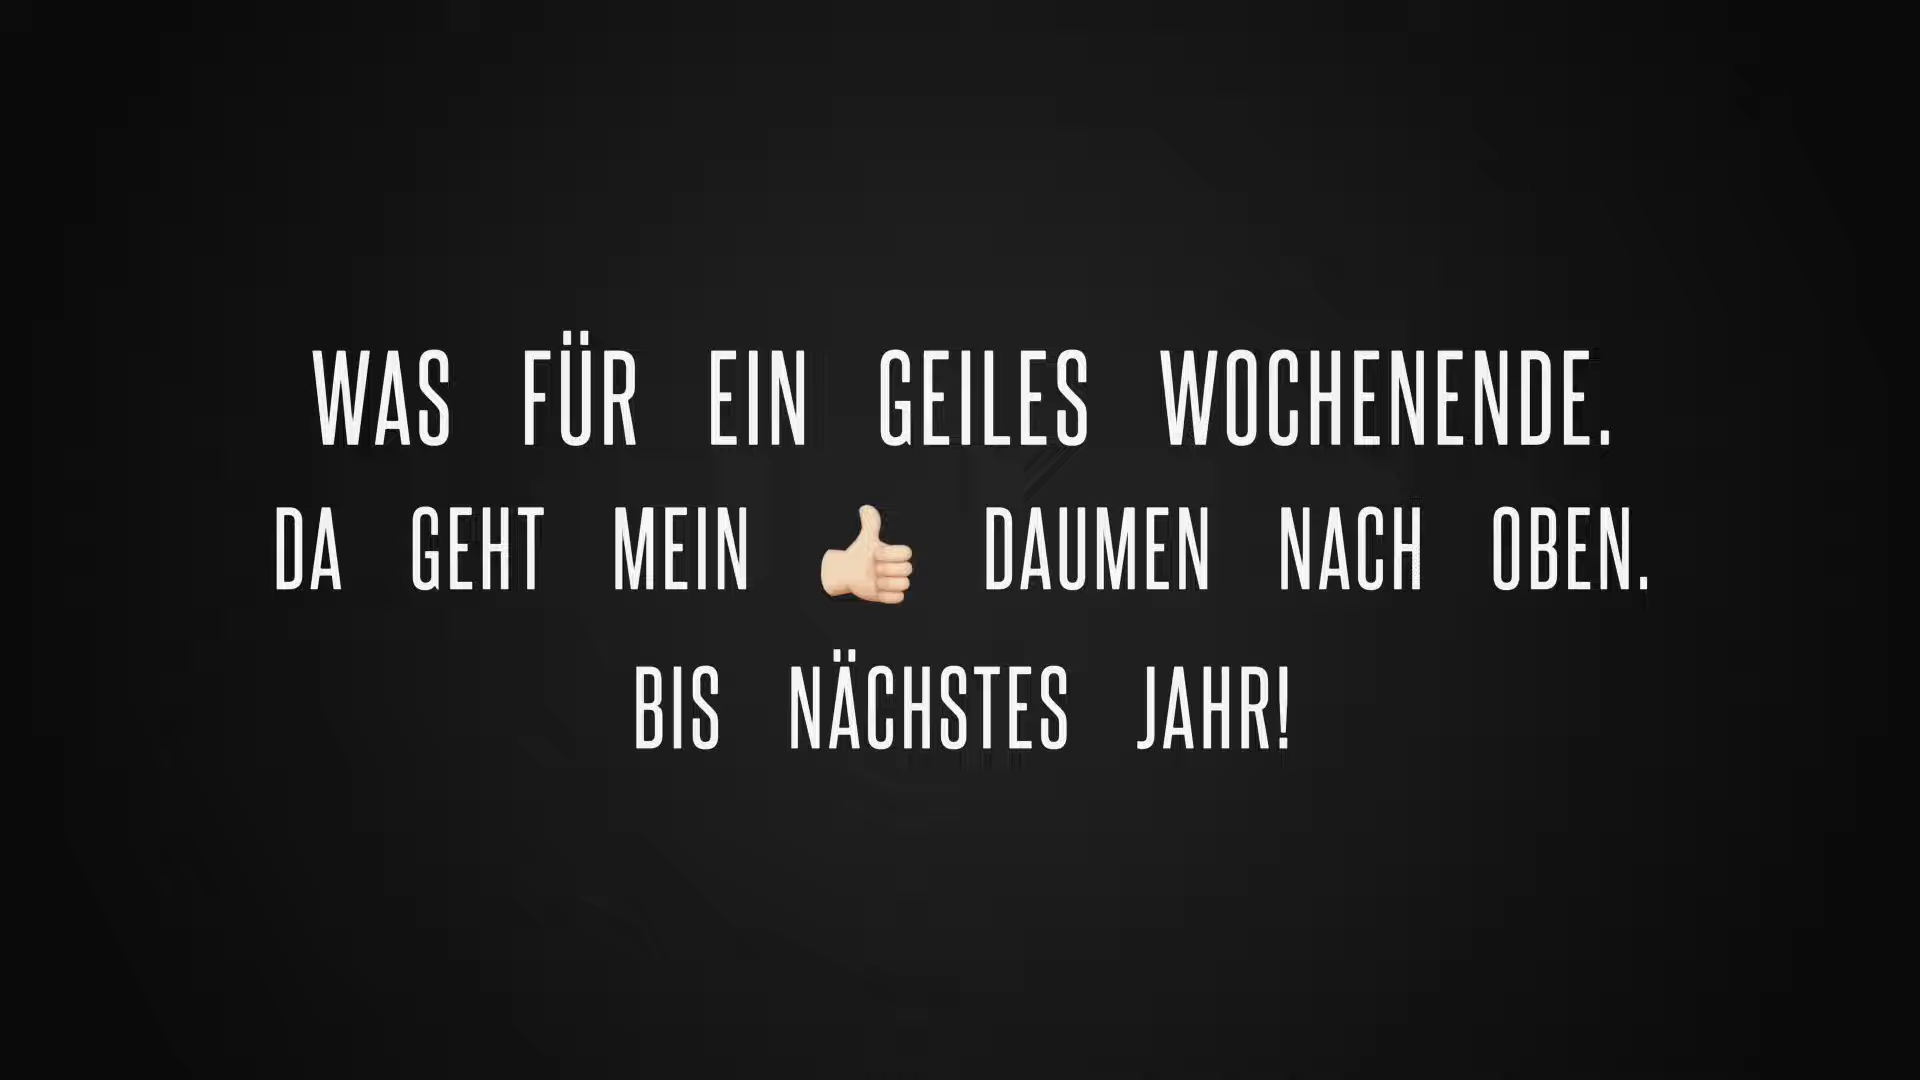 WAS FÜR EIN GEILES WOCHENENDE.
DA GEHT MEIN 👍🏻 DAUMEN NACH OBEN.
BIS NÄCHSTES JAHR!